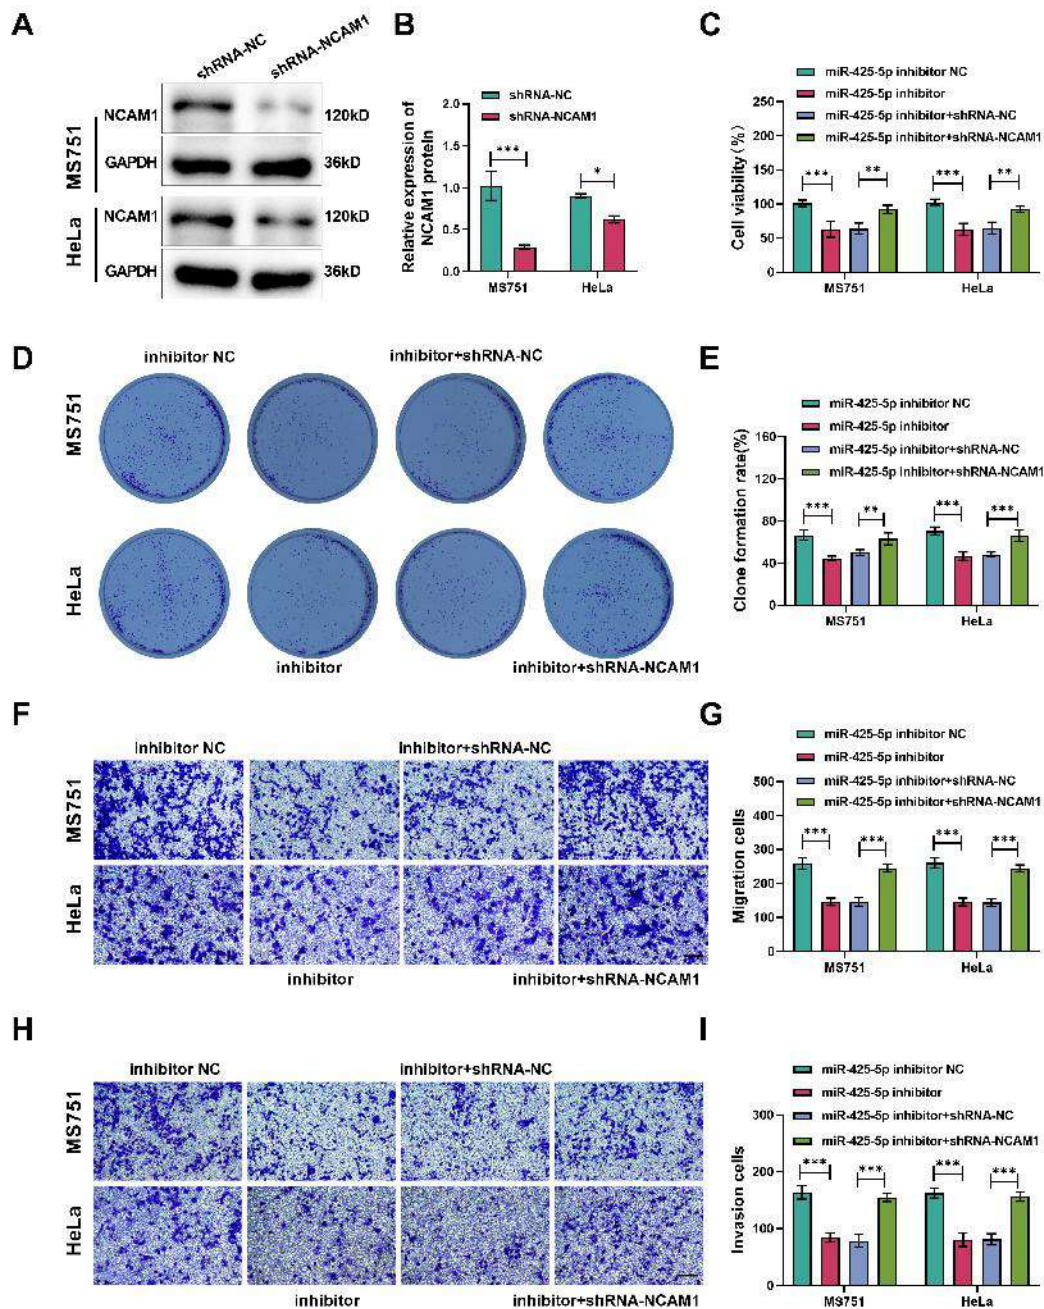 A
shRNA-NC
shRNA-NCAM1
MS751
NCAM1
120kD
GAPDH
36kD
HeLa
NCAM1
120kD
GAPDH
36kD
B
shRNA-NC
shRNA-NCAM1
Relative expression of
NCAM1 protein
2.0
1.5
1.0
0.5
0.0
***
*
MS751
HeLa
C
miR-425-5p inhibitor NC
miR-425-5p inhibitor
miR-425-5p inhibitor+shRNA-NC
miR-425-5p inhibitor+shRNA-NCAM1
Cell viability(%)
250
200
150
100
50
0
*** ** *** **
MS751
HeLa
D
inhibitor NC
inhibitor+shRNA-NC
MS751
HeLa
inhibitor
inhibitor+shRNA-NCAM1
E
miR-425-5p inhibitor NC
miR-425-5p inhibitor
miR-425-5p inhibitor+shRNA-NC
miR-425-5p inhibitor+shRNA-NCAM1
Clone formation rate(%)
160
120
80
40
0
*** ** *** ***
MS751
HeLa
F
inhibitor NC
inhibitor+shRNA-NC
MS751
HeLa
inhibitor
inhibitor+shRNA-NCAM1
G
miR-425-5p inhibitor NC
miR-425-5p inhibitor
miR-425-5p inhibitor+shRNA-NC
miR-425-5p inhibitor+shRNA-NCAM1
Migration cells
500
400
300
200
100
0
*** *** *** ***
MS751
HeLa
H
inhibitor NC
inhibitor+shRNA-NC
MS751
HeLa
inhibitor
inhibitor+shRNA-NCAM1
I
miR-425-5p inhibitor NC
miR-425-5p inhibitor
miR-425-5p inhibitor+shRNA-NC
miR-425-5p inhibitor+shRNA-NCAM1
Invasion cells
300
200
100
0
*** *** *** ***
MS751
HeLa